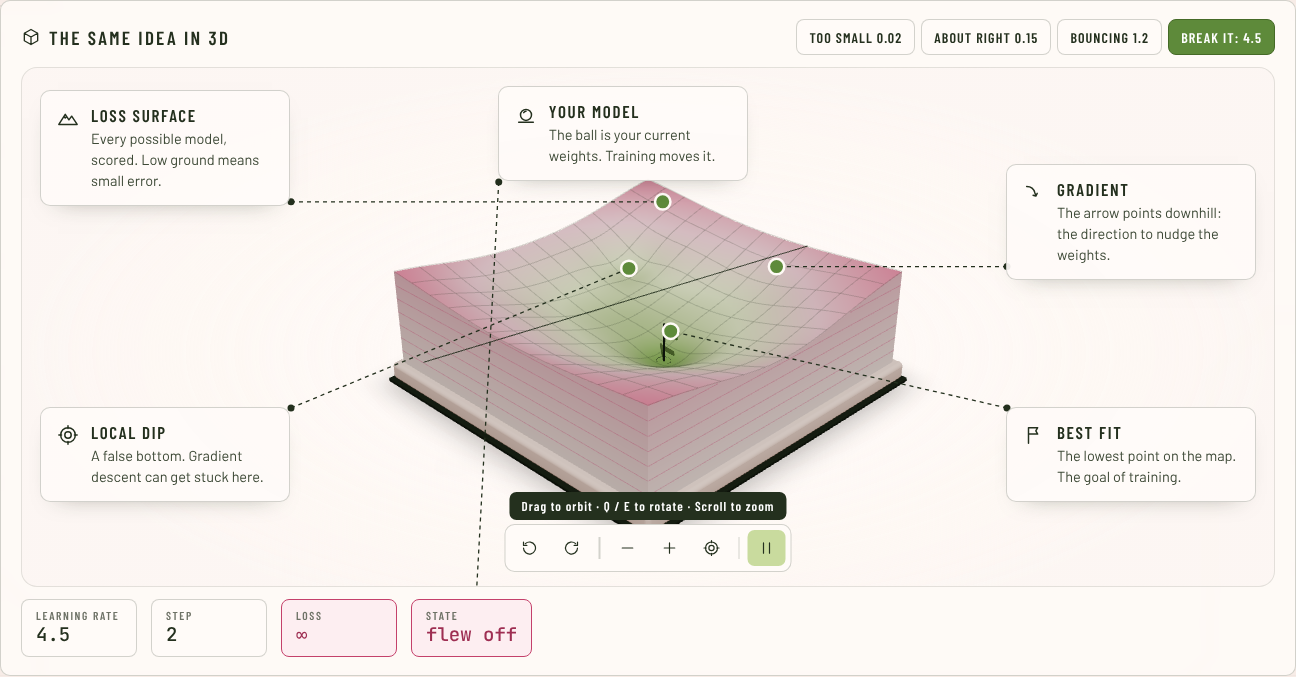 THE SAME IDEA IN 3D
TOO SMALL 0.02
ABOUT RIGHT 0.15
BOUNCING 1.2
BREAK IT: 4.5
LOSS SURFACE
Every possible model,
scored. Low ground means
small error.
YOUR MODEL
The ball is your current
weights. Training moves it.
GRADIENT
The arrow points downhill:
the direction to nudge the
weights.
LOCAL DIP
A false bottom. Gradient
descent can get stuck here.
BEST FIT
The lowest point on the map.
The goal of training.
Drag to orbit · Q / E to rotate · Scroll to zoom
LEARNING RATE
4.5
STEP
2
LOSS
∞
STATE
flew off